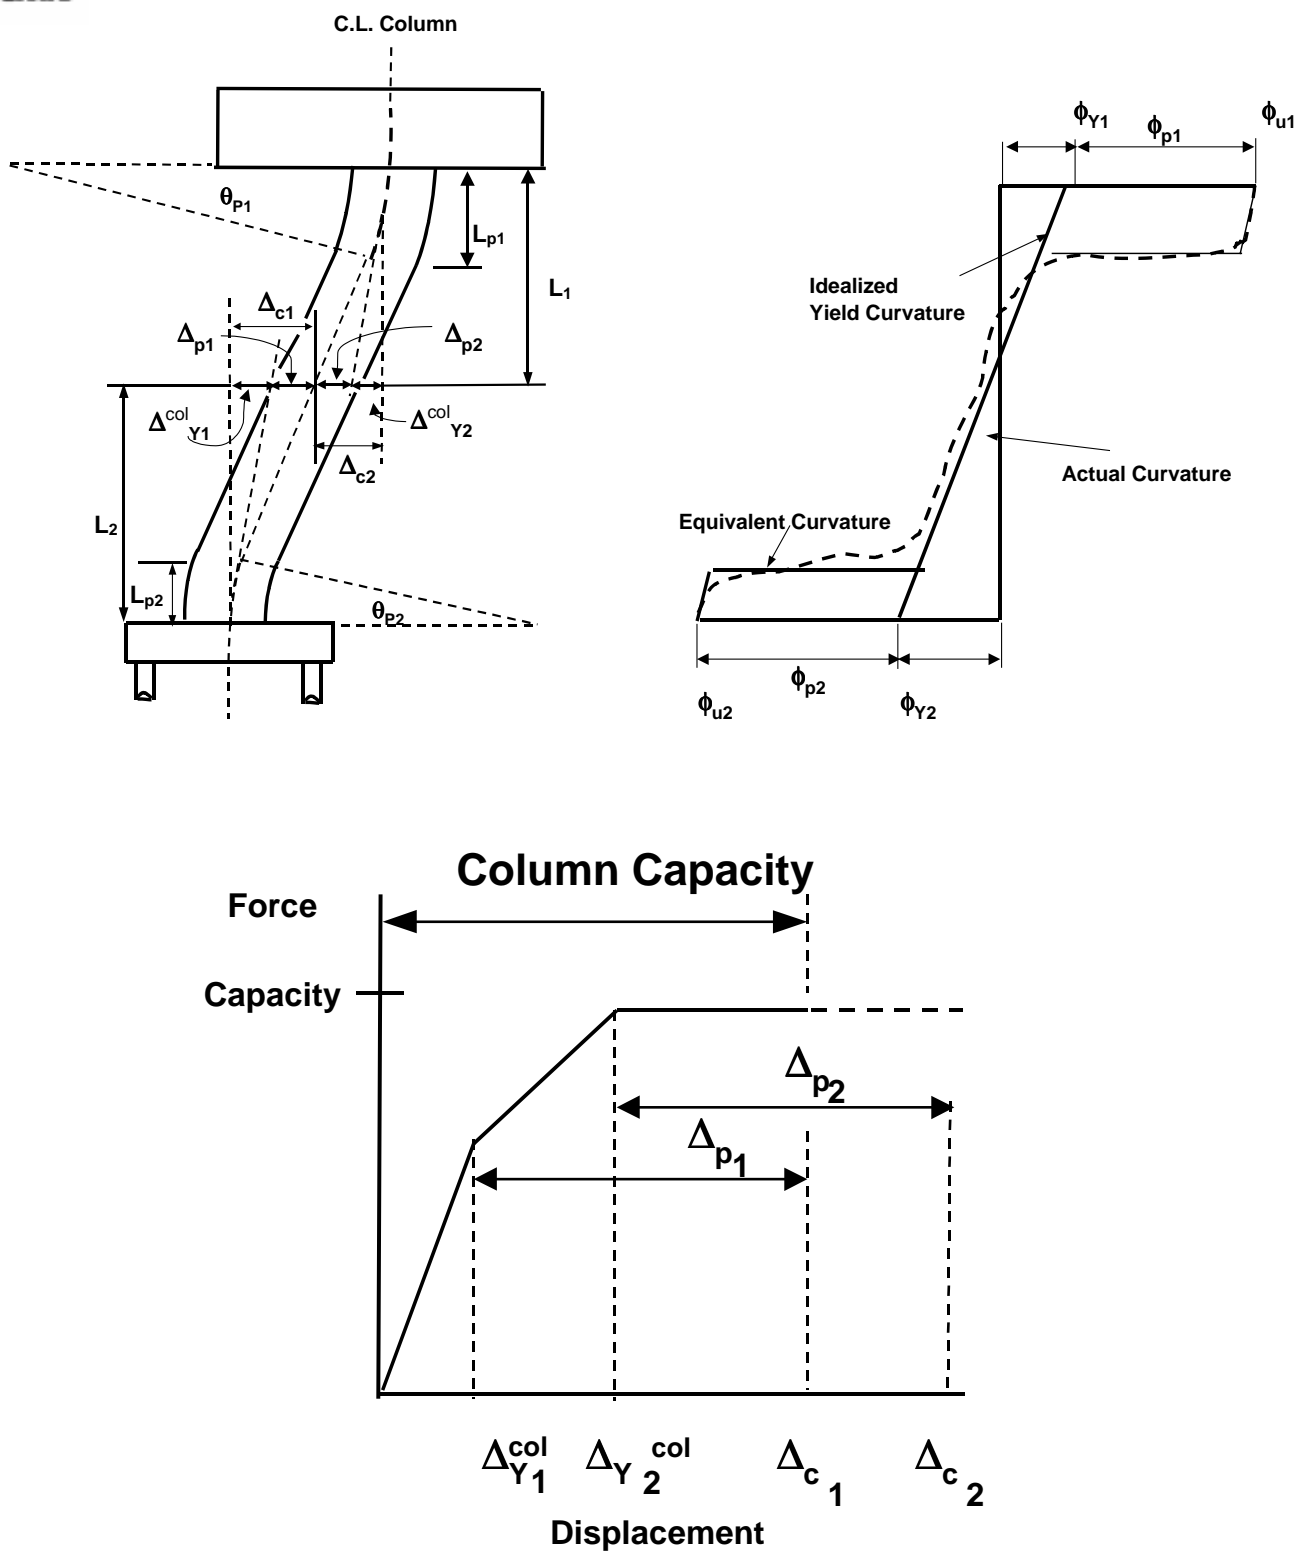 C.L. Column
θP1
Lp1
L1
Δc1
Δp1
Δp2
ΔcolY1
ΔcolY2
Δc2
L2
Lp2
θP2
ϕY1
ϕp1
ϕu1
Idealized
Yield Curvature
Actual Curvature
Equivalent Curvature
ϕp2
ϕu2
ϕY2
Column Capacity
Force
Capacity
Δp2
Δp1
ΔcolY1
ΔY2col
Δc1
Δc2
Displacement